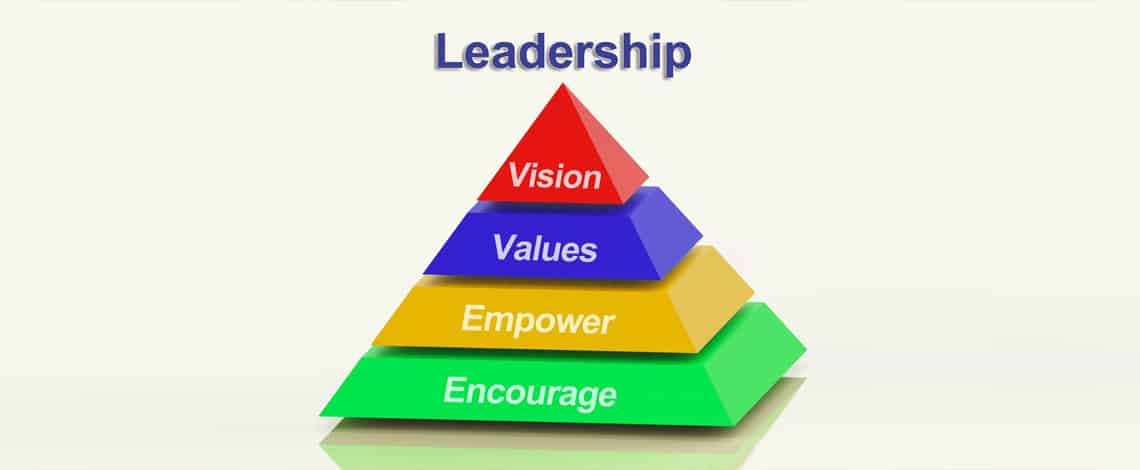 Leadership
Vision
Values
Empower
Encourage